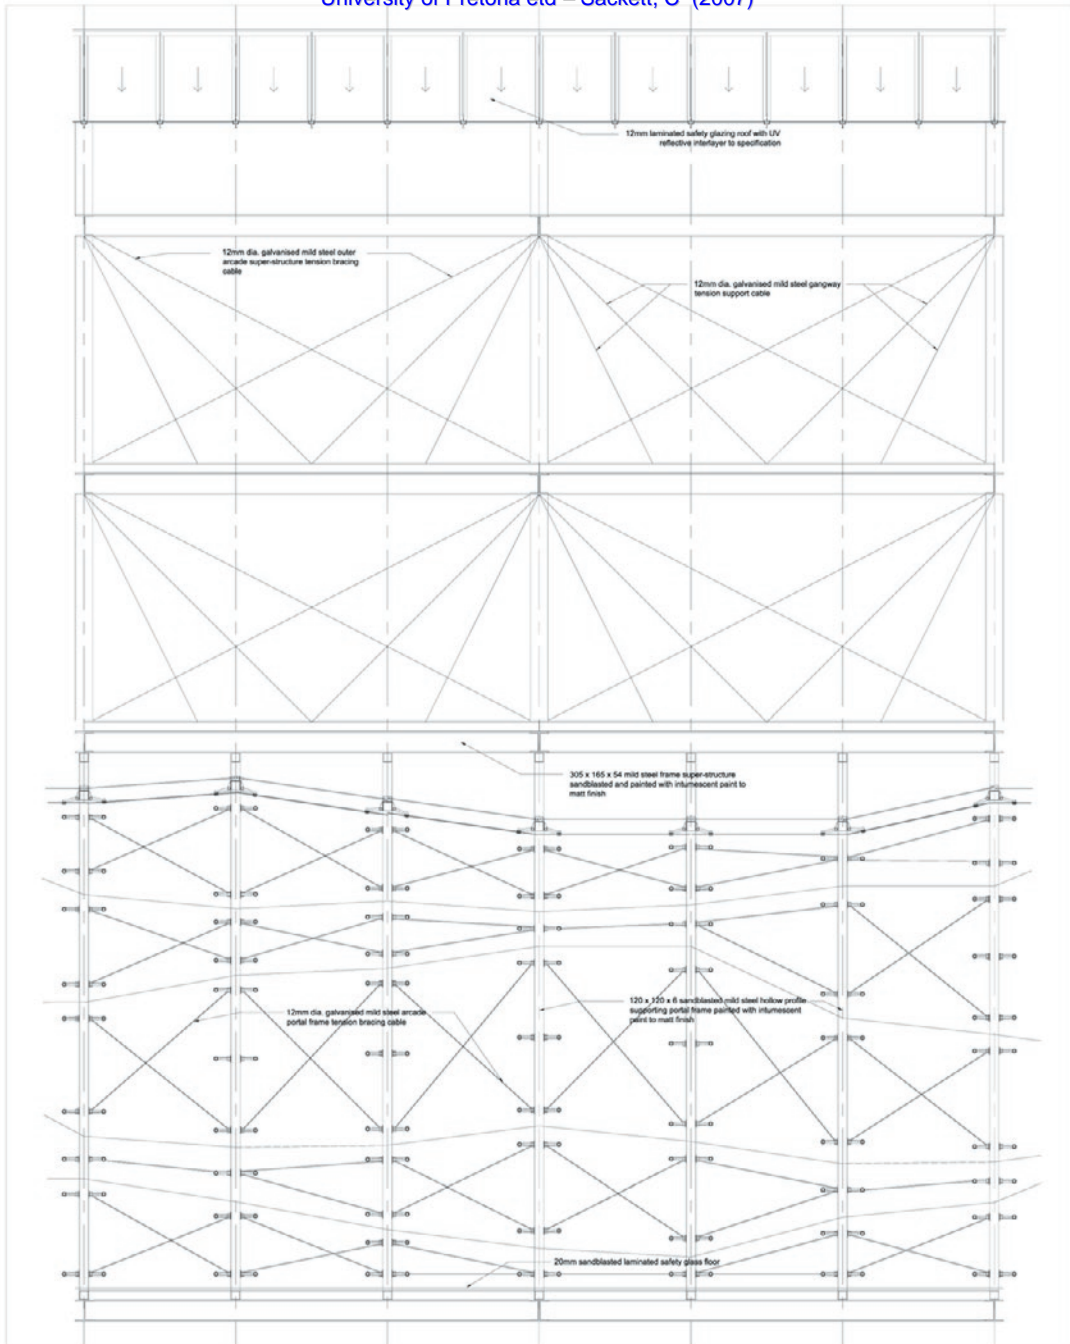 University of Pretoria etd – Sackett, C (2007)
12mm laminated safety glazing roof with UV
reflective interlayer to specification
12mm dia. galvanised mild steel outer
arcade super-structure tension bracing
cable
12mm dia. galvanised mild steel gangway
tension support cable
305 x 165 x 54 mild steel frame super-structure
sandblasted and painted with intumescent paint to
matt finish
120 x 120 x 6 sandblasted mild steel hollow profile
supporting portal frame painted with intumescent
paint to matt finish
12mm dia. galvanised mild steel arcade
portal frame tension bracing cable
20mm sandblasted laminated safety glass floor